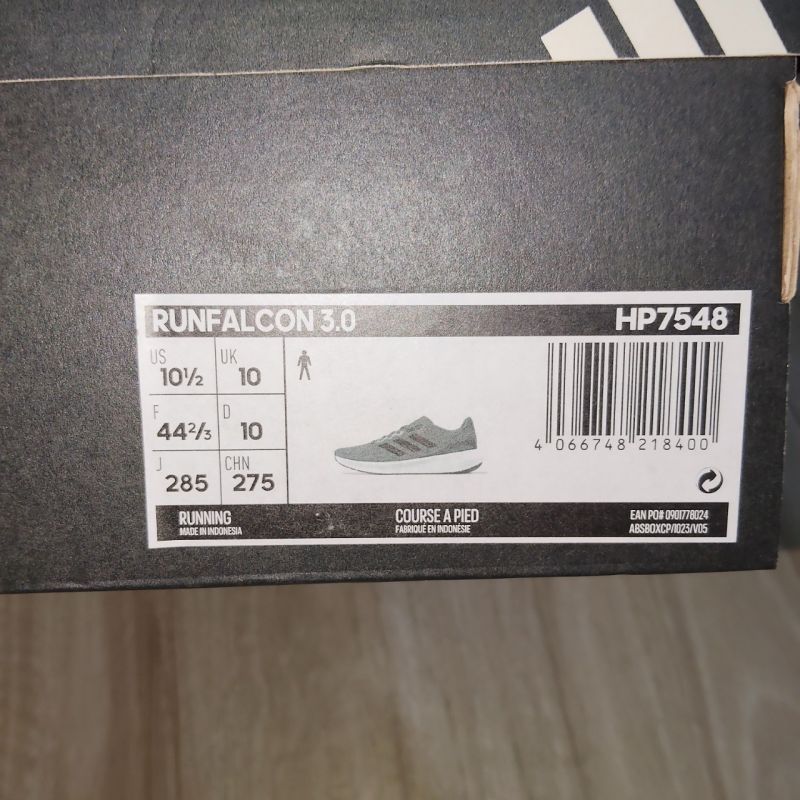 RUNFALCON 3.0 HP7548
US 10½ UK 10
F 44⅔ D 10
J 285 CHN 275
4 066748 218400
RUNNING COURSE A PIED EAN PO# 0901778024
MADE IN INDONESIA FABRIQUÉ EN INDONÉSIE ABSBOXCP/1023/V05